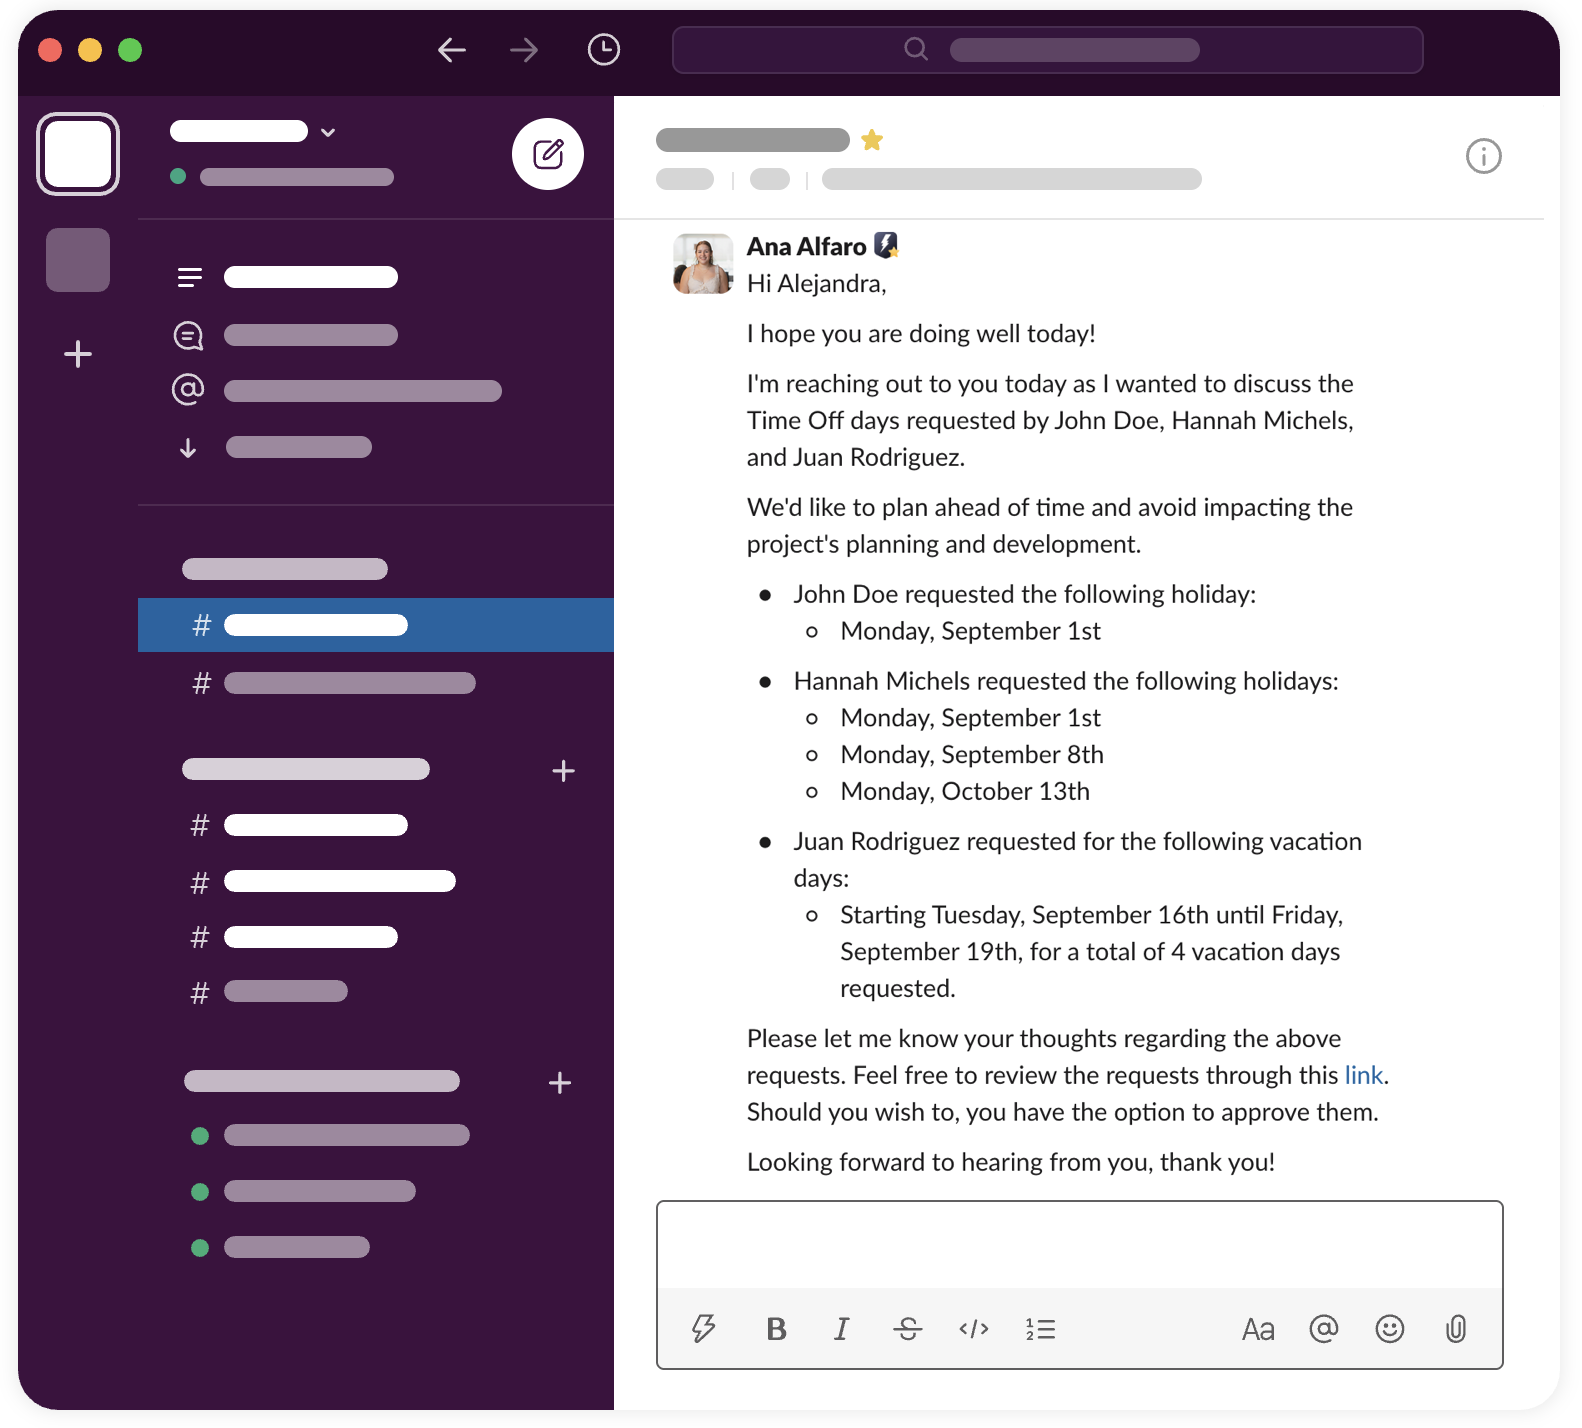 Ana Alfaro
Hi Alejandra,
I hope you are doing well today!
I'm reaching out to you today as I wanted to discuss the
Time Off days requested by John Doe, Hannah Michels,
and Juan Rodriguez.
We'd like to plan ahead of time and avoid impacting the
project's planning and development.
● John Doe requested the following holiday:
○ Monday, September 1st
● Hannah Michels requested the following holidays:
○ Monday, September 1st
○ Monday, September 8th
○ Monday, October 13th
● Juan Rodriguez requested for the following vacation
days:
○ Starting Tuesday, September 16th until Friday,
September 19th, for a total of 4 vacation days
requested.
Please let me know your thoughts regarding the above
requests. Feel free to review the requests through this link.
Should you wish to, you have the option to approve them.
Looking forward to hearing from you, thank you!
B I S </> Aa @